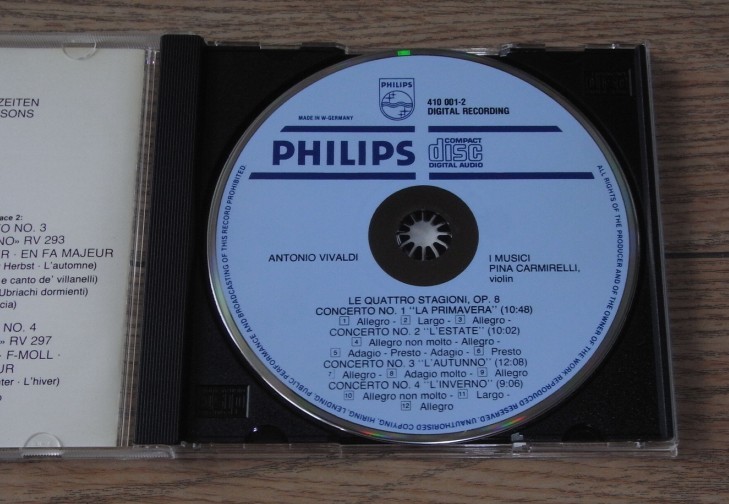 ZEITEN
SONS
ace 2:
TO NO. 3
NO» RV 293
R · EN FA MAJEUR
Herbst · L'automne)
e canto de' villanelli)
Ubriachi dormienti)
cia)
NO. 4
» RV 297
· F-MOLL ·
UR
ter · L'hiver)
PHILIPS
MADE IN W-GERMANY
410 001-2
DIGITAL RECORDING
PHILIPS
COMPACT
disc
DIGITAL AUDIO
ANTONIO VIVALDI
I MUSICI
PINA CARMIRELLI,
violin
LE QUATTRO STAGIONI, OP. 8
CONCERTO NO. 1 "LA PRIMAVERA" (10:48)
1 Allegro - 2 Largo - 3 Allegro -
CONCERTO NO. 2 "L'ESTATE" (10:02)
4 Allegro non molto - Allegro -
5 Adagio - Presto - Adagio - 6 Presto
CONCERTO NO. 3 "L'AUTUNNO" (12:08)
7 Allegro - 8 Adagio molto - 9 Allegro
CONCERTO NO. 4 "L'INVERNO" (9:06)
10 Allegro non molto - 11 Largo -
12 Allegro
ALL RIGHTS OF THE PRODUCER AND OF THE OWNER OF THE WORK REPRODUCED RESERVED. UNAUTHORISED COPYING, HIRING, LENDING, PUBLIC PERFORMANCE AND BROADCASTING OF THIS RECORD PROHIBITED.